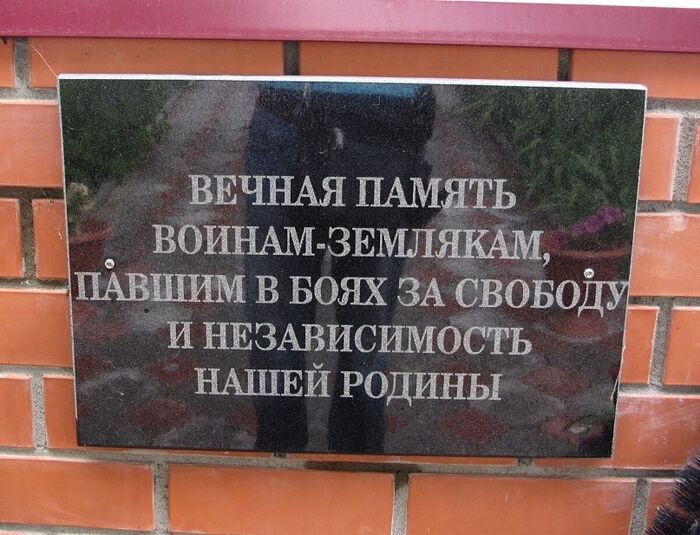 ВЕЧНАЯ ПАМЯТЬ
ВОИНАМ-ЗЕМЛЯКАМ,
ПАВШИМ В БОЯХ ЗА СВОБОДУ
И НЕЗАВИСИМОСТЬ
НАШЕЙ РОДИНЫ